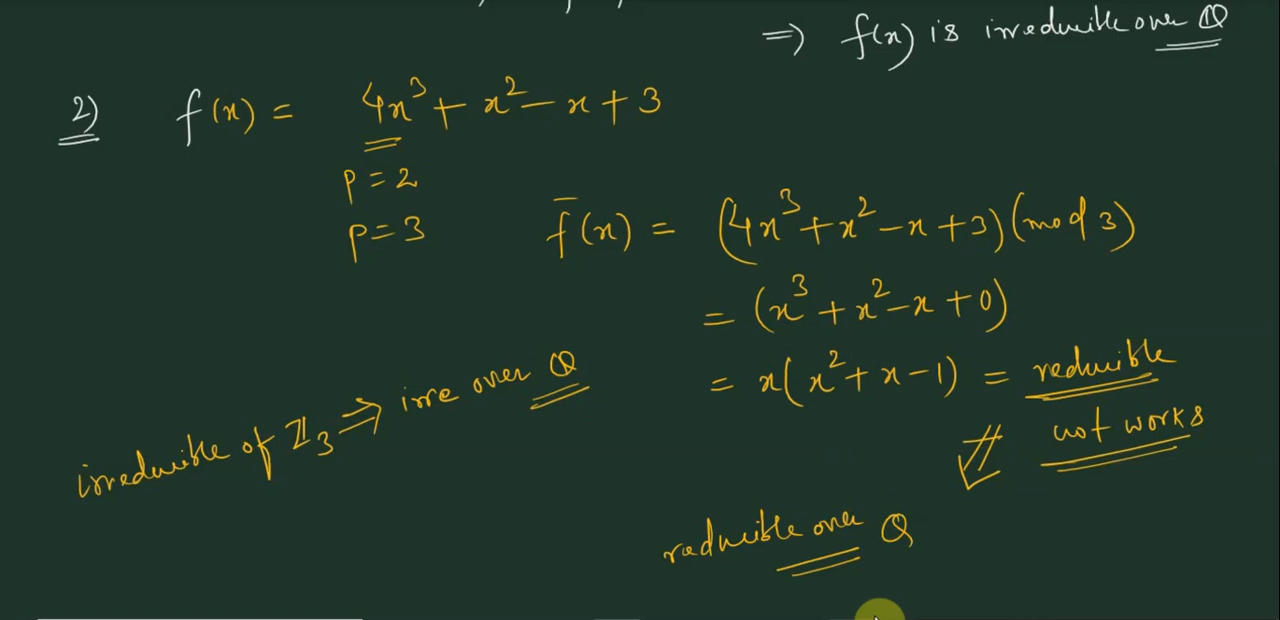 => f(x) is irreducible over ℚ
2) f(x) = 4x³ + x² − x + 3
p = 2
p = 3 f̄(x) = (4x³ + x² − x + 3) (mod 3)
= (x³ + x² − x + 0)
= x(x² + x − 1) = reducible
irreducible of ℤ₃ => irre over ℚ
not works
reducible over ℚ